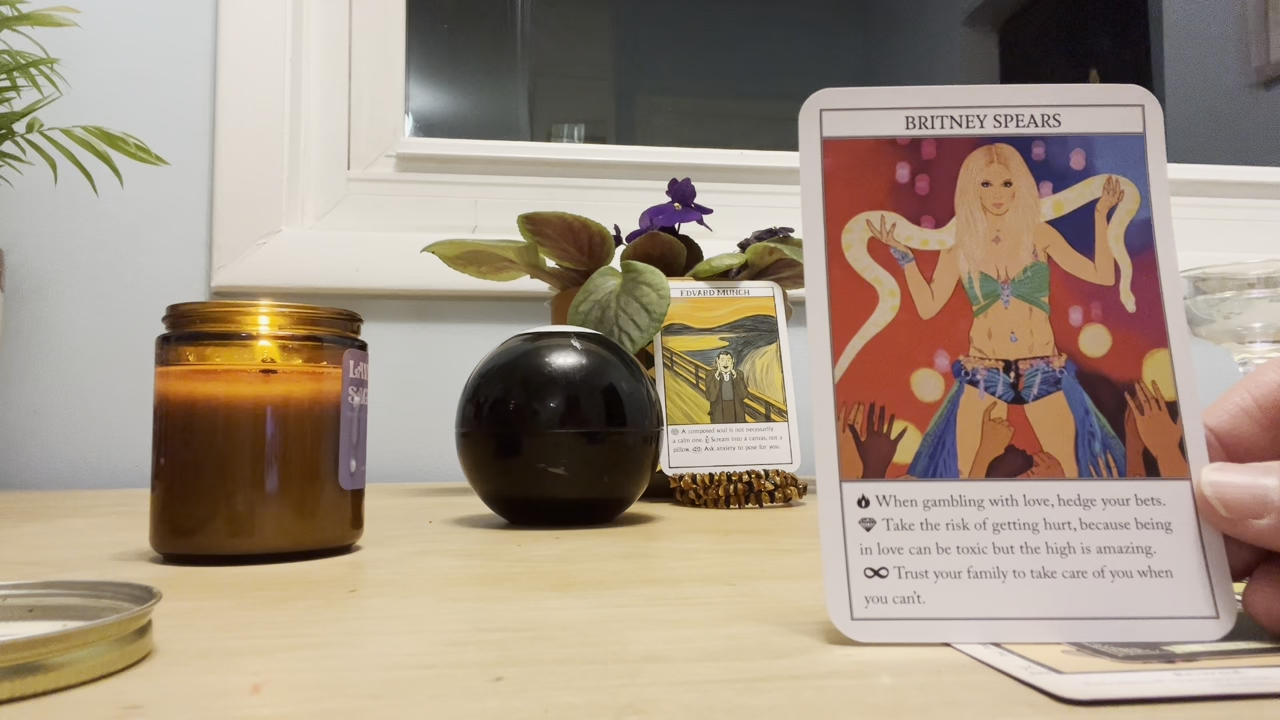 BRITNEY SPEARS
When gambling with love, hedge your bets.
Take the risk of getting hurt, because being
in love can be toxic but the high is amazing.
Trust your family to take care of you when
you can't.
EDVARD MUNCH
A composed soul is not necessarily
a calm one. Scream into a canvas, not a
pillow. Ask anxiety to pose for you.